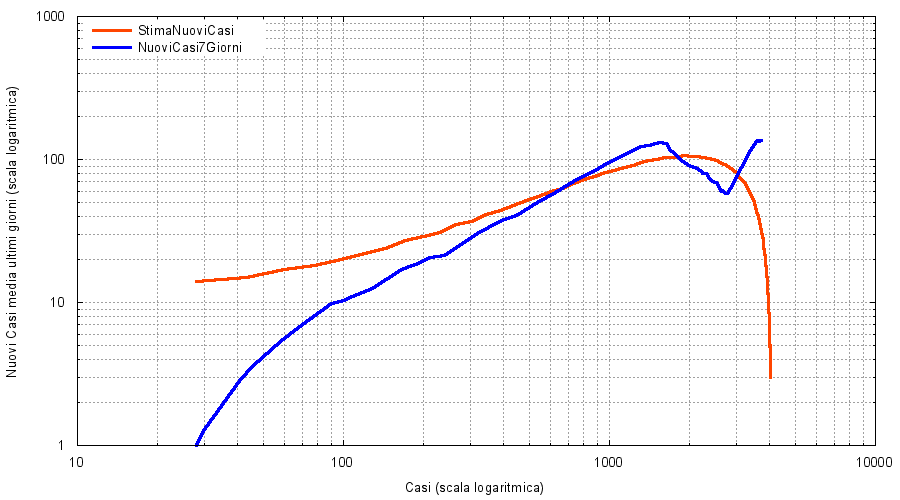 1000
StimaNuoviCasi
NuoviCasi7Giorni
100
10
1
Nuovi Casi media ultimi giorni (scala logaritmica)
10
100
1000
10000
Casi (scala logaritmica)